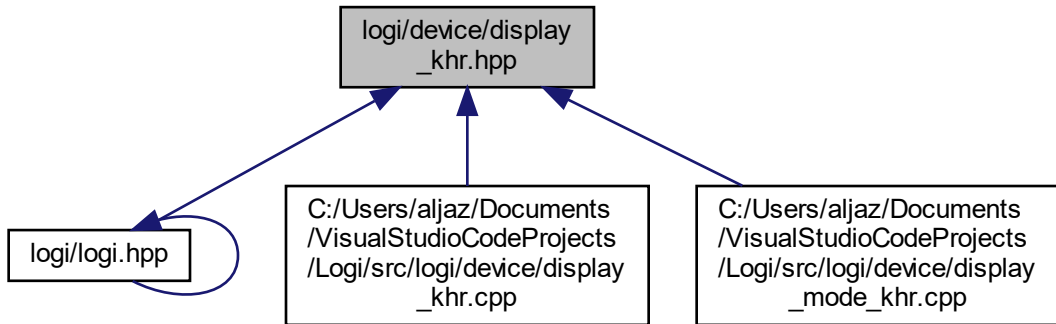 logi/device/display
_khr.hpp
logi/logi.hpp
C:/Users/aljaz/Documents
/VisualStudioCodeProjects
/Logi/src/logi/device/display
_khr.cpp
C:/Users/aljaz/Documents
/VisualStudioCodeProjects
/Logi/src/logi/device/display
_mode_khr.cpp